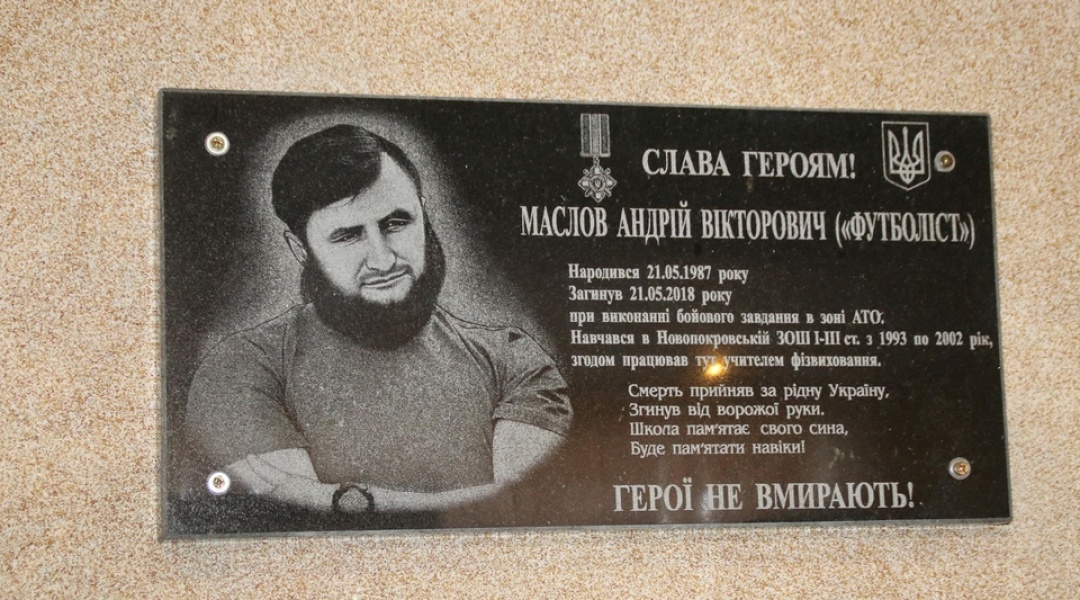 СЛАВА ГЕРОЯМ!
МАСЛОВ АНДРІЙ ВІКТОРОВИЧ («ФУТБОЛІСТ»)
Народився 21.05.1987 року
Загинув 21.05.2018 року
при виконанні бойового завдання в зоні АТО.
Навчався в Новопокровській ЗОШ І-ІІІ ст. з 1993 по 2002 рік,
згодом працював тут учителем фізвиховання.
Смерть прийняв за рідну Україну,
Згинув від ворожої руки.
Школа пам'ятає свого сина,
Буде пам'ятати навіки!
ГЕРОЇ НЕ ВМИРАЮТЬ!